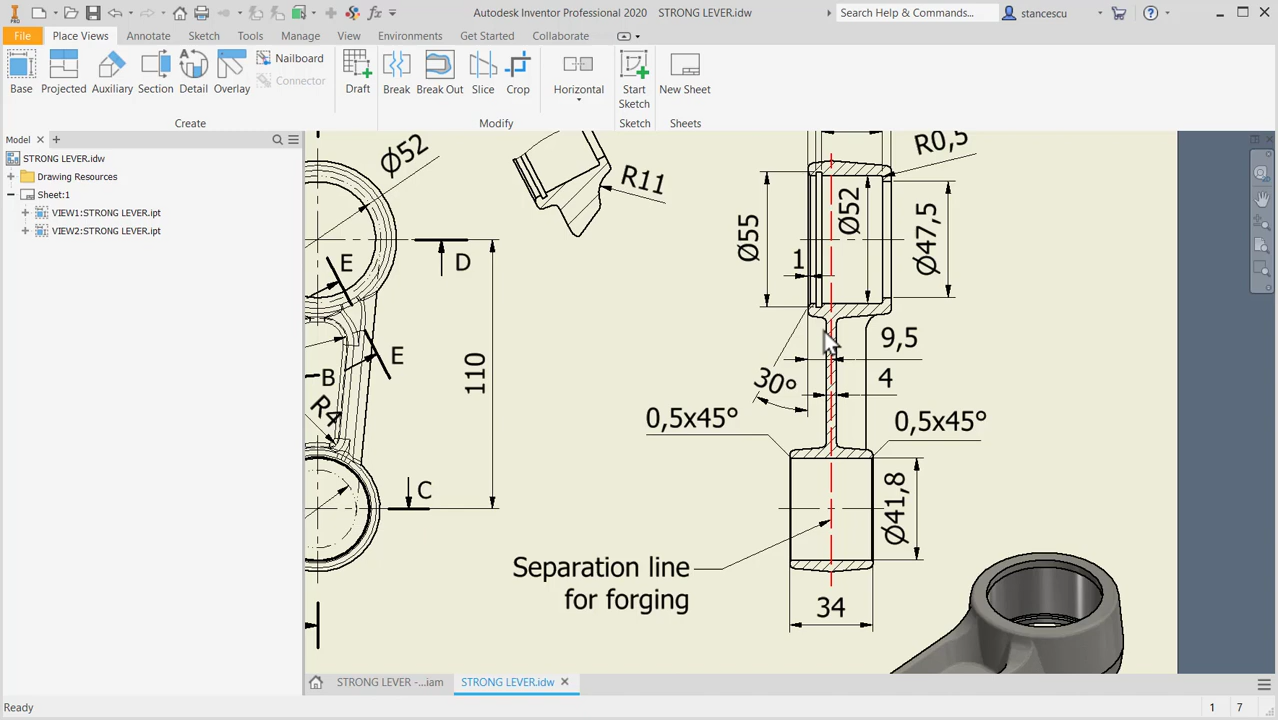 PRO
fx
Autodesk Inventor Professional 2020 STRONG LEVER.idw
Search Help & Commands...
stancescu
File
Place Views
Annotate
Sketch
Tools
Manage
View
Environments
Get Started
Collaborate
Base
Projected
Auxiliary
Section
Detail
Overlay
Nailboard
Connector
Draft
Break
Break Out
Slice
Crop
Horizontal
Start
Sketch
New Sheet
Create
Modify
Sketch
Sheets
Model
STRONG LEVER.idw
Drawing Resources
Sheet:1
VIEW1:STRONG LEVER.ipt
VIEW2:STRONG LEVER.ipt
Ø52
R11
R0,5
Ø55
Ø52
Ø47,5
1
E
D
E
B
R4
110
C
9,5
30°
4
0,5x45°
0,5x45°
Ø41,8
Separation line
for forging
34
STRONG LEVER -...iam
STRONG LEVER.idw
Ready
1
7